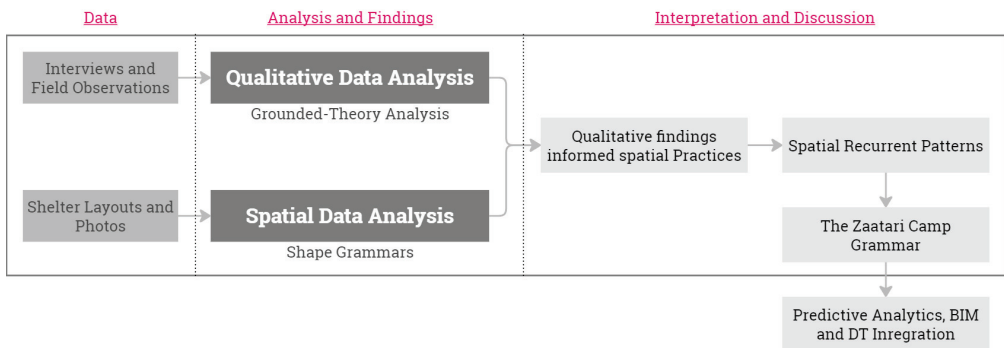 Data
Analysis and Findings
Interpretation and Discussion
Interviews and
Field Observations
Qualitative Data Analysis
Grounded-Theory Analysis
Shelter Layouts and
Photos
Spatial Data Analysis
Shape Grammars
Qualitative findings
informed spatial Practices
Spatial Recurrent Patterns
The Zaatari Camp
Grammar
Predictive Analytics, BIM
and DT Inregration